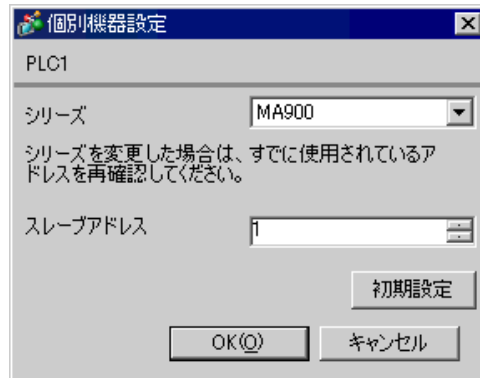 個別機器設定
PLC1
シリーズ MA900
シリーズを変更した場合は、すでに使用されているア
ドレスを再確認してください。
スレーブアドレス 1
初期設定
OK(O) キャンセル